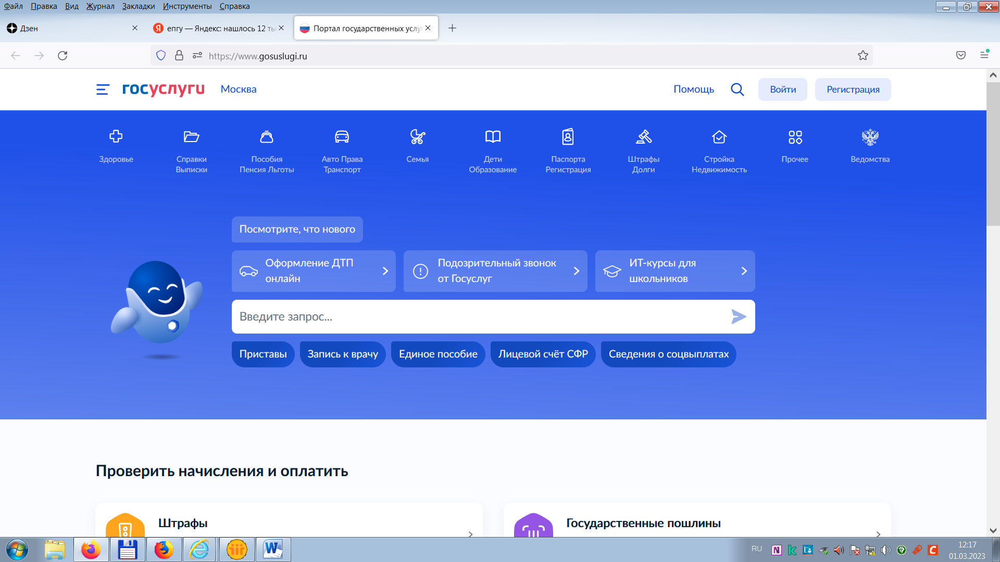 Файл Правка Вид Журнал Закладки Инструменты Справка
Дзен
епгу — Яндекс: нашлось 12 ты
Портал государственных услу
https://www.gosuslugi.ru
госуслуги Москва
Помощь Войти Регистрация
Здоровье
Справки
Выписки
Пособия
Пенсия Льготы
Авто Права
Транспорт
Семья
Дети
Образование
Паспорта
Регистрация
Штрафы
Долги
Стройка
Недвижимость
Прочее
Ведомства
Посмотрите, что нового
Оформление ДТП
онлайн
Подозрительный звонок
от Госуслуг
ИТ-курсы для
школьников
Введите запрос...
Приставы Запись к врачу Единое пособие Лицевой счёт СФР Сведения о соцвыплатах
Проверить начисления и оплатить
Штрафы
Государственные пошлины
RU
12:17
01.03.2023